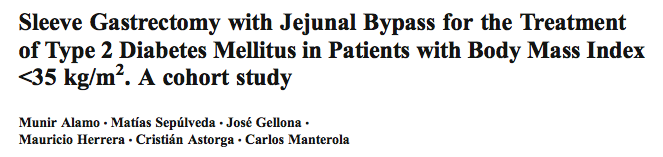 Sleeve Gastrectomy with Jejunal Bypass for the Treatment
of Type 2 Diabetes Mellitus in Patients with Body Mass Index
<35 kg/m². A cohort study
Munir Alamo · Matías Sepúlveda · José Gellona ·
Mauricio Herrera · Cristián Astorga · Carlos Manterola